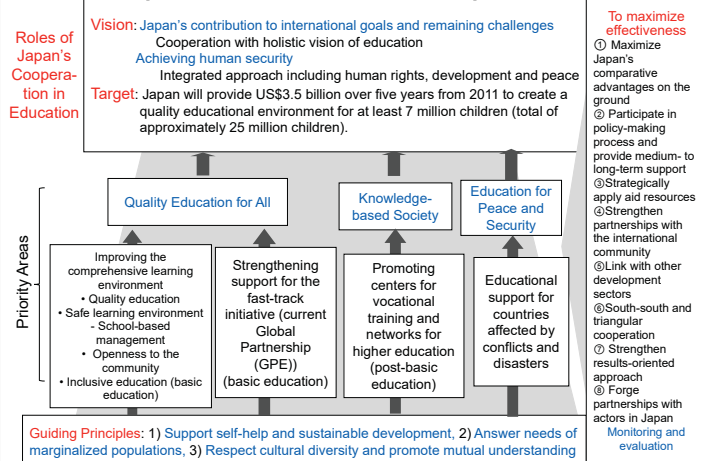 Roles of
Japan's
Coopera-
tion in
Education
Vision: Japan's contribution to international goals and remaining challenges
Cooperation with holistic vision of education
Achieving human security
Integrated approach including human rights, development and peace
Target: Japan will provide US$3.5 billion over five years from 2011 to create a
quality educational environment for at least 7 million children (total of
approximately 25 million children).
Priority Areas
Quality Education for All
Knowledge-
based Society
Education for
Peace and
Security
Improving the
comprehensive learning
environment
• Quality education
• Safe learning environment
- School-based
management
• Openness to the
community
• Inclusive education (basic
education)
Strengthening
support for the
fast-track
initiative (current
Global
Partnership
(GPE))
(basic education)
Promoting
centers for
vocational
training and
networks for
higher education
(post-basic
education)
Educational
support for
countries
affected by
conflicts and
disasters
Guiding Principles: 1) Support self-help and sustainable development, 2) Answer needs of
marginalized populations, 3) Respect cultural diversity and promote mutual understanding
To maximize
effectiveness
① Maximize
Japan's
comparative
advantages on the
ground
② Participate in
policy-making
process and
provide medium- to
long-term support
③Strategically
apply aid resources
④Strengthen
partnerships with
the international
community
⑤Link with other
development
sectors
⑥South-south and
triangular
cooperation
⑦ Strengthen
results-oriented
approach
⑧ Forge
partnerships with
actors in Japan
Monitoring and
evaluation